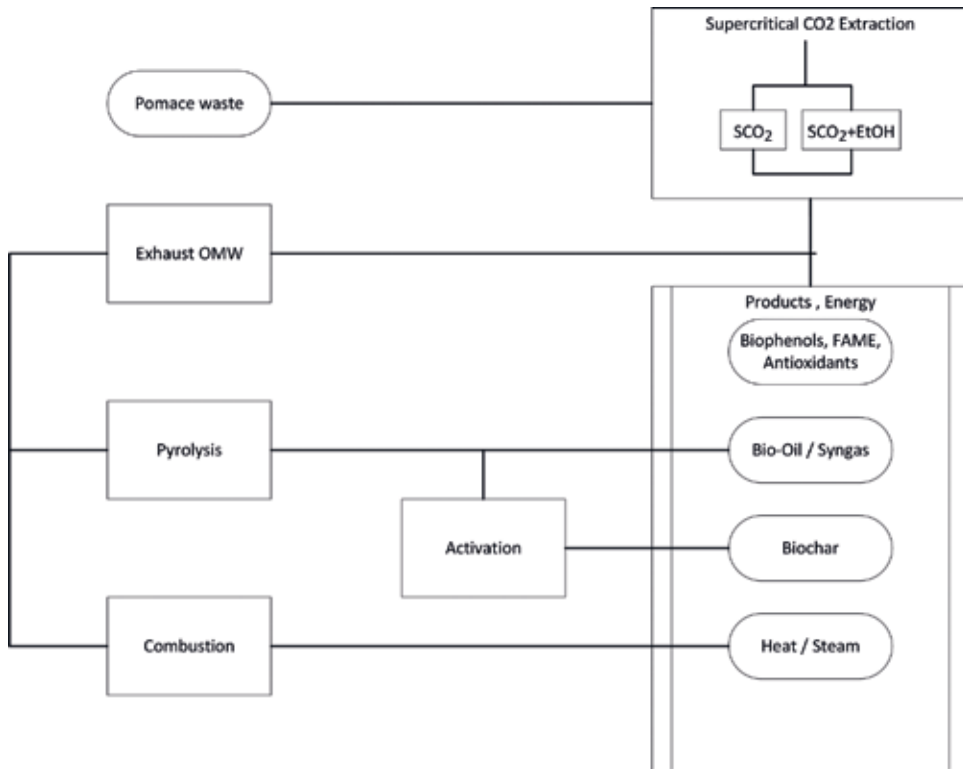 Supercritical CO2 Extraction
Pomace waste
SCO₂
SCO₂+EtOH
Exhaust OMW
Products , Energy
Biophenols, FAME,
Antioxidants
Pyrolysis
Bio-Oil / Syngas
Activation
Biochar
Combustion
Heat / Steam